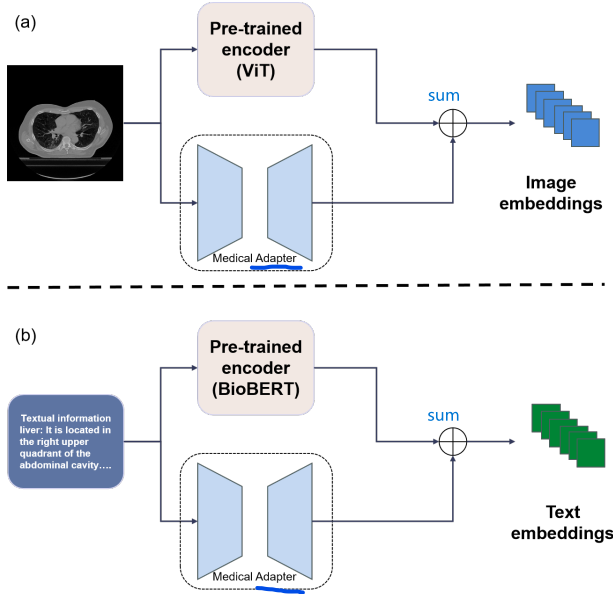 (a)
Pre-trained
encoder
(ViT)
sum
Image
embeddings
Medical Adapter
(b)
Pre-trained
encoder
(BioBERT)
Textual information
liver: It is located in
the right upper
quadrant of the
abdominal cavity....
sum
Text
embeddings
Medical Adapter